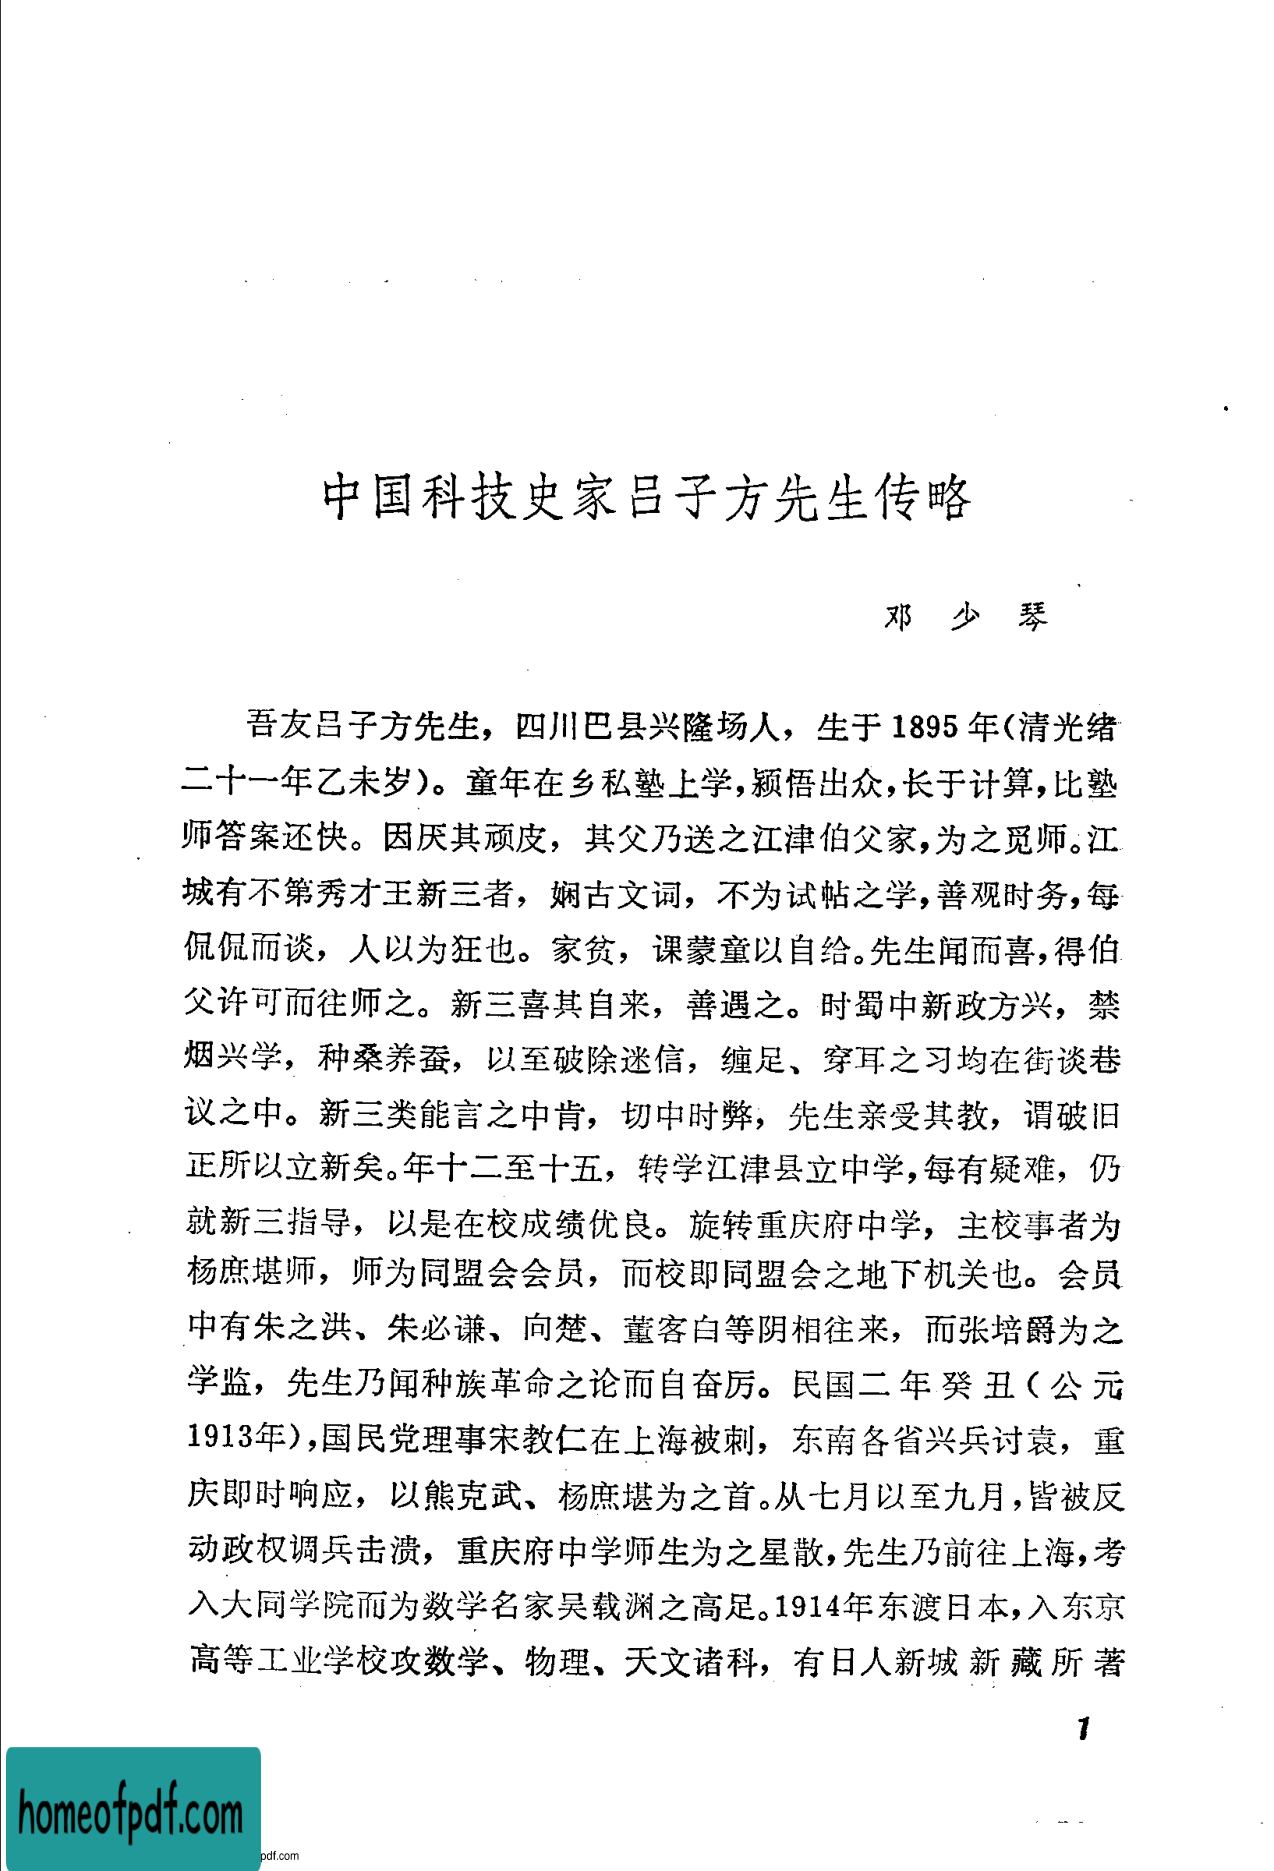 中国科技史家吕子方先生传略
邓少琴
吾友吕子方先生，四川巴县兴隆场人，生于1895年（清光绪
二十一年乙未岁）。童年在乡私塾上学，颖悟出众，长于计算，比塾
师答案还快。因厌其顽皮，其父乃送之江津伯父家，为之觅师。江
城有不第秀才王新三者，娴古文词，不为试帖之学，善观时务，每
侃侃而谈，人以为狂也。家贫，课蒙童以自给。先生闻而喜，得伯
父许可而往师之。新三喜其自来，善遇之。时蜀中新政方兴，禁
烟兴学，种桑养蚕，以至破除迷信，缠足、穿耳之习均在街谈巷
议之中。新三类能言之中肯，切中时弊，先生亲受其教，谓破旧
正所以立新矣。年十二至十五，转学江津县立中学，每有疑难，仍
就新三指导，以是在校成绩优良。旋转重庆府中学，主校事者为
杨庶堪师，师为同盟会会员，而校即同盟会之地下机关也。会员
中有朱之洪、朱必谦、向楚、董客白等阴相往来，而张培爵为之
学监，先生乃闻种族革命之论而自奋厉。民国二年癸丑（公元
1913年），国民党理事宋教仁在上海被刺，东南各省兴兵讨袁，重
庆即时响应，以熊克武、杨庶堪为之首。从七月以至九月，皆被反
动政权调兵击溃，重庆府中学师生为之星散，先生乃前往上海，考
入大同学院而为数学名家吴载渊之高足。1914年东渡日本，入东京
高等工业学校攻数学、物理、天文诸科，有日人新城新藏所著
1
homeofpdf.com
pdf.com